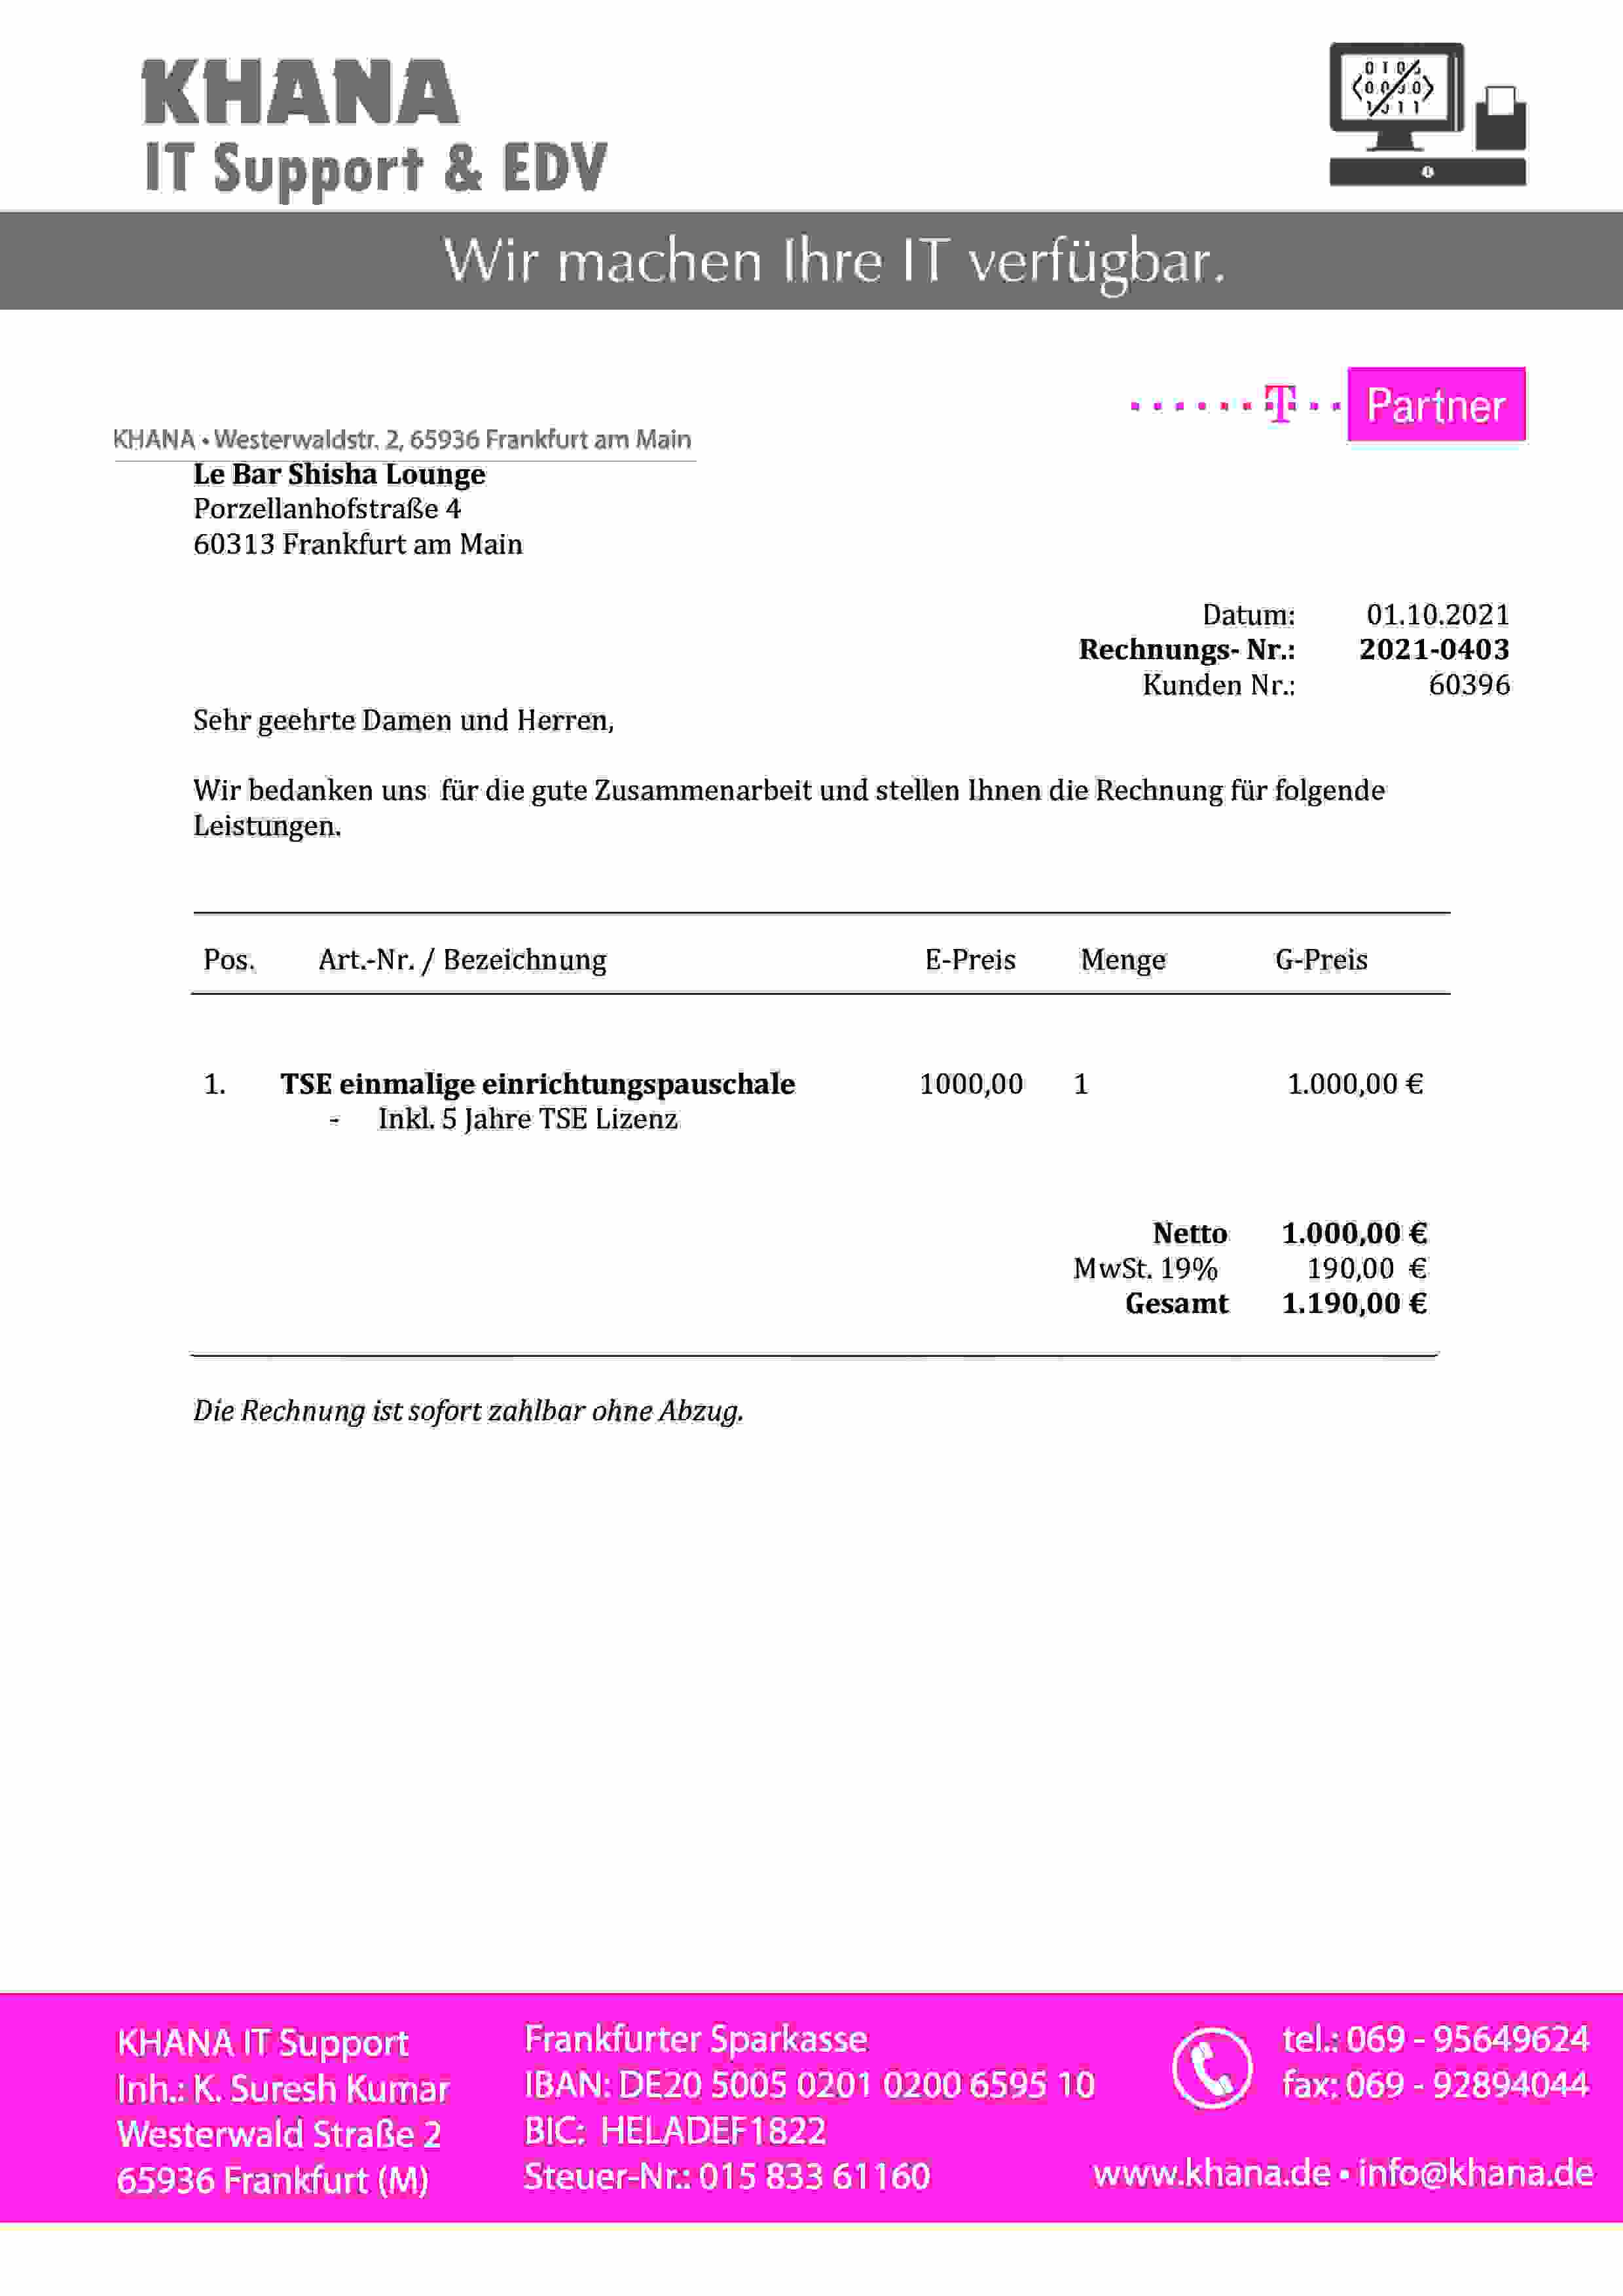 KHANA
IT Support & EDV
Wir machen Ihre IT verfügbar.
T Partner
KHANA • Westerwaldstr. 2, 65936 Frankfurt am Main
Le Bar Shisha Lounge
Porzellanhofstraße 4
60313 Frankfurt am Main
Datum: 01.10.2021
Rechnungs- Nr.: 2021-0403
Kunden Nr.: 60396
Sehr geehrte Damen und Herren,
Wir bedanken uns für die gute Zusammenarbeit und stellen Ihnen die Rechnung für folgende
Leistungen.
Pos. Art.-Nr. / Bezeichnung E-Preis Menge G-Preis
1. TSE einmalige einrichtungspauschale 1000,00 1 1.000,00 €
- Inkl. 5 Jahre TSE Lizenz
Netto 1.000,00 €
MwSt. 19% 190,00 €
Gesamt 1.190,00 €
Die Rechnung ist sofort zahlbar ohne Abzug.
KHANA IT Support
Inh.: K. Suresh Kumar
Westerwald Straße 2
65936 Frankfurt (M)
Frankfurter Sparkasse
IBAN: DE20 5005 0201 0200 6595 10
BIC: HELADEF1822
Steuer-Nr.: 015 833 61160
tel.: 069 - 95649624
fax: 069 - 92894044
www.khana.de • info@khana.de